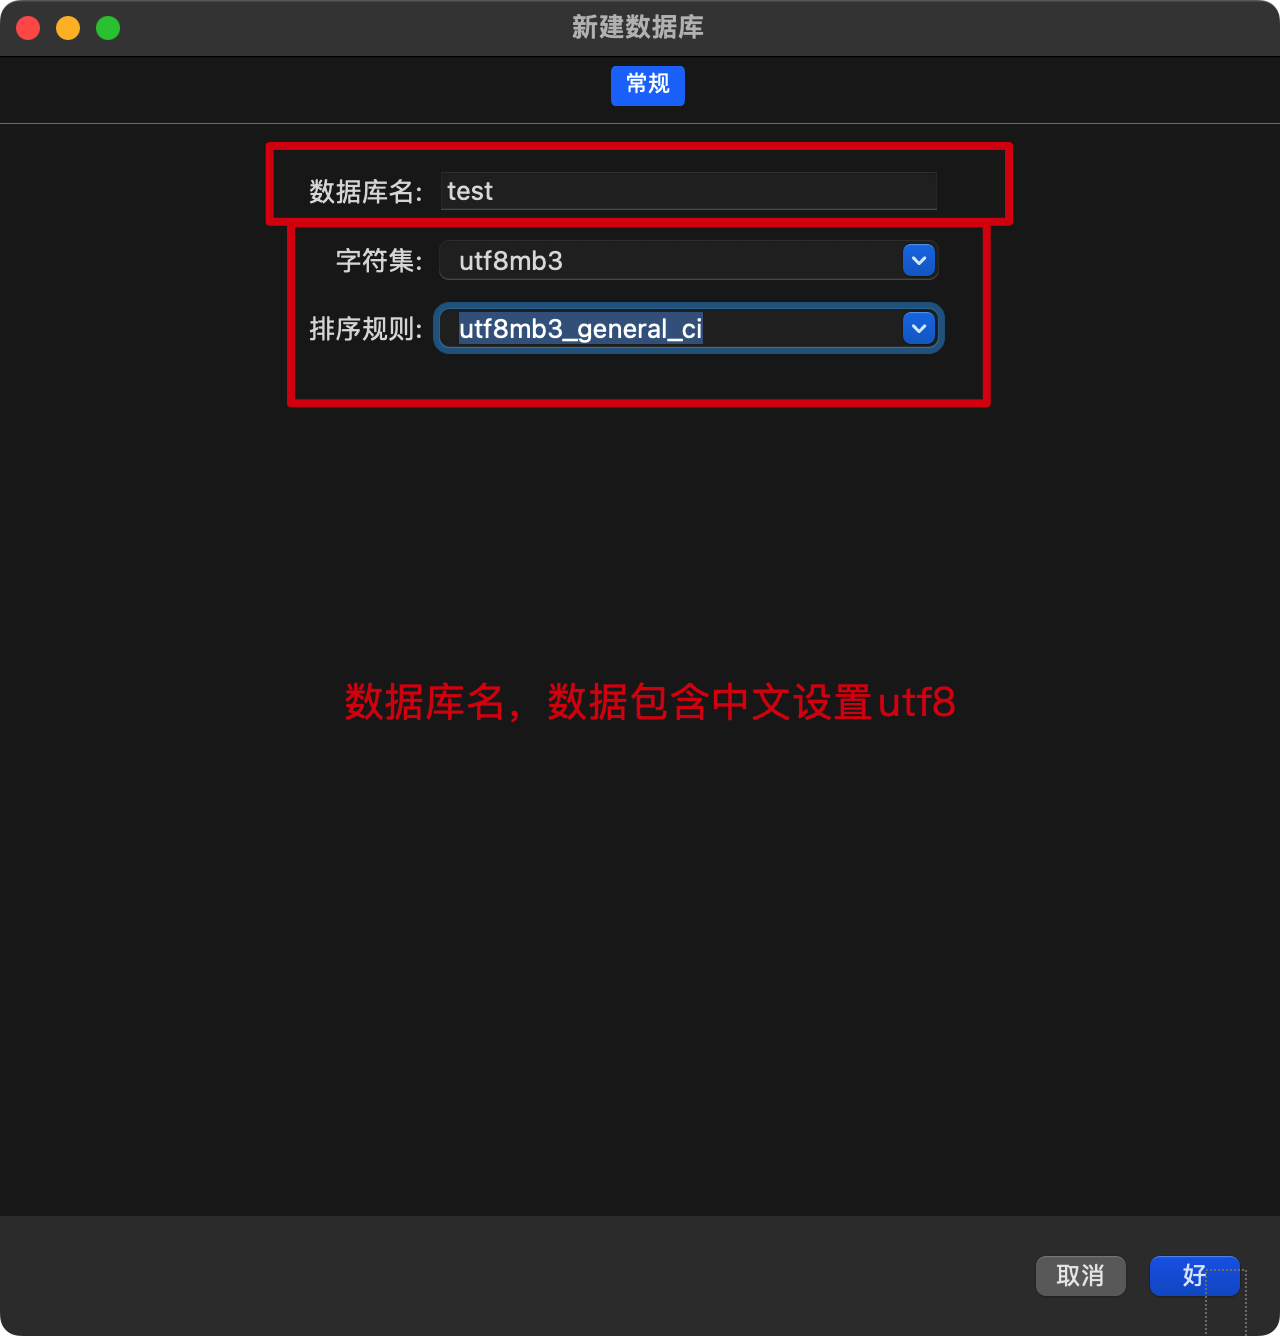 新建数据库
常规
数据库名: test
字符集: utf8mb3
排序规则: utf8mb3_general_ci
数据库名，数据包含中文设置utf8
取消 好